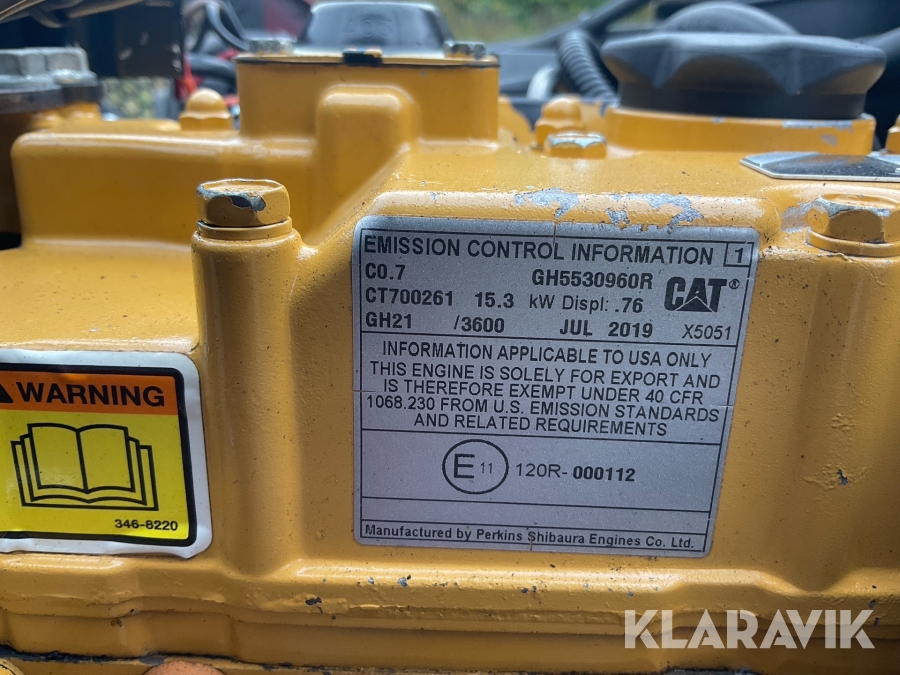 EMISSION CONTROL INFORMATION 1
C0.7 GH5530960R CAT®
CT700261 15.3 kW Displ: .76
GH21 /3600 JUL 2019 X5051
INFORMATION APPLICABLE TO USA ONLY
THIS ENGINE IS SOLELY FOR EXPORT AND
IS THEREFORE EXEMPT UNDER 40 CFR
1068.230 FROM U.S. EMISSION STANDARDS
AND RELATED REQUIREMENTS
E 11 120R-000112
Manufactured by Perkins Shibaura Engines Co. Ltd.
WARNING
346-8220
KLARAVIK